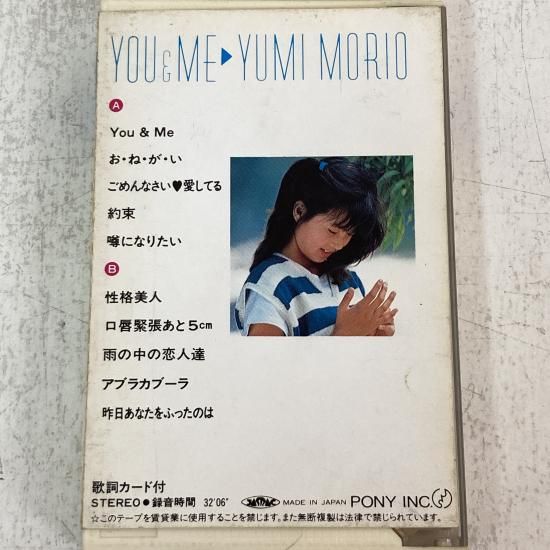 YOU & ME ▶ YUMI MORIO
A
You & Me
お・ね・が・い
ごめんなさい♥愛してる
約束
噂になりたい
B
性格美人
口唇緊張あと5cm
雨の中の恋人達
アブラカブーラ
昨日あなたをふったのは
歌詞カード付
STEREO●録音時間 32'06" MADE IN JAPAN PONY INC.
☆このテープを賃貸業に使用することを禁じます。また無断複製は法律で禁じられています。